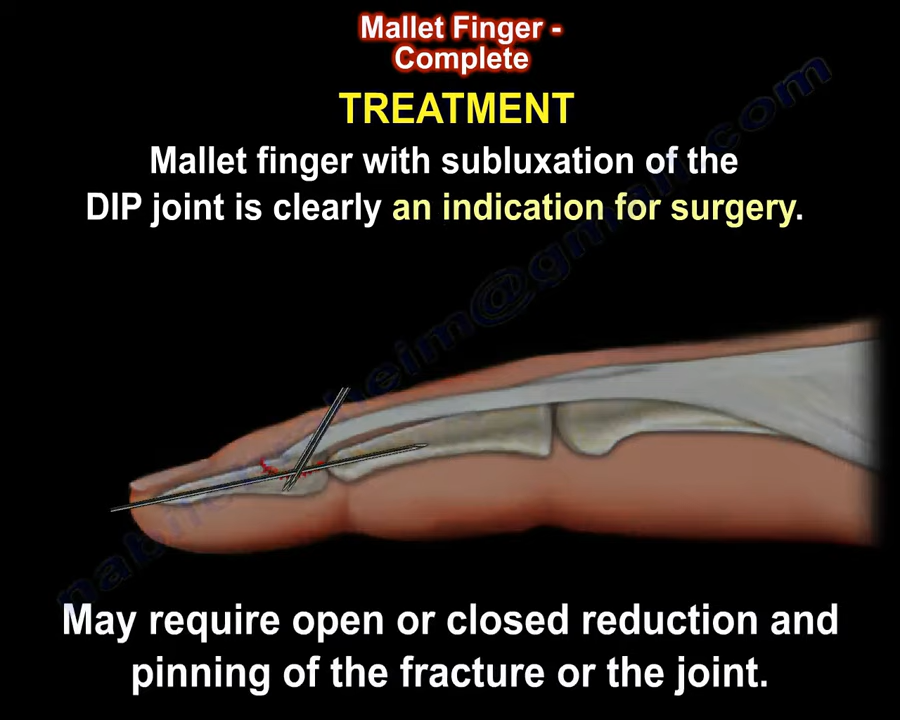 Mallet Finger -
Complete
TREATMENT
Mallet finger with subluxation of the
DIP joint is clearly an indication for surgery.
May require open or closed reduction and
pinning of the fracture or the joint.